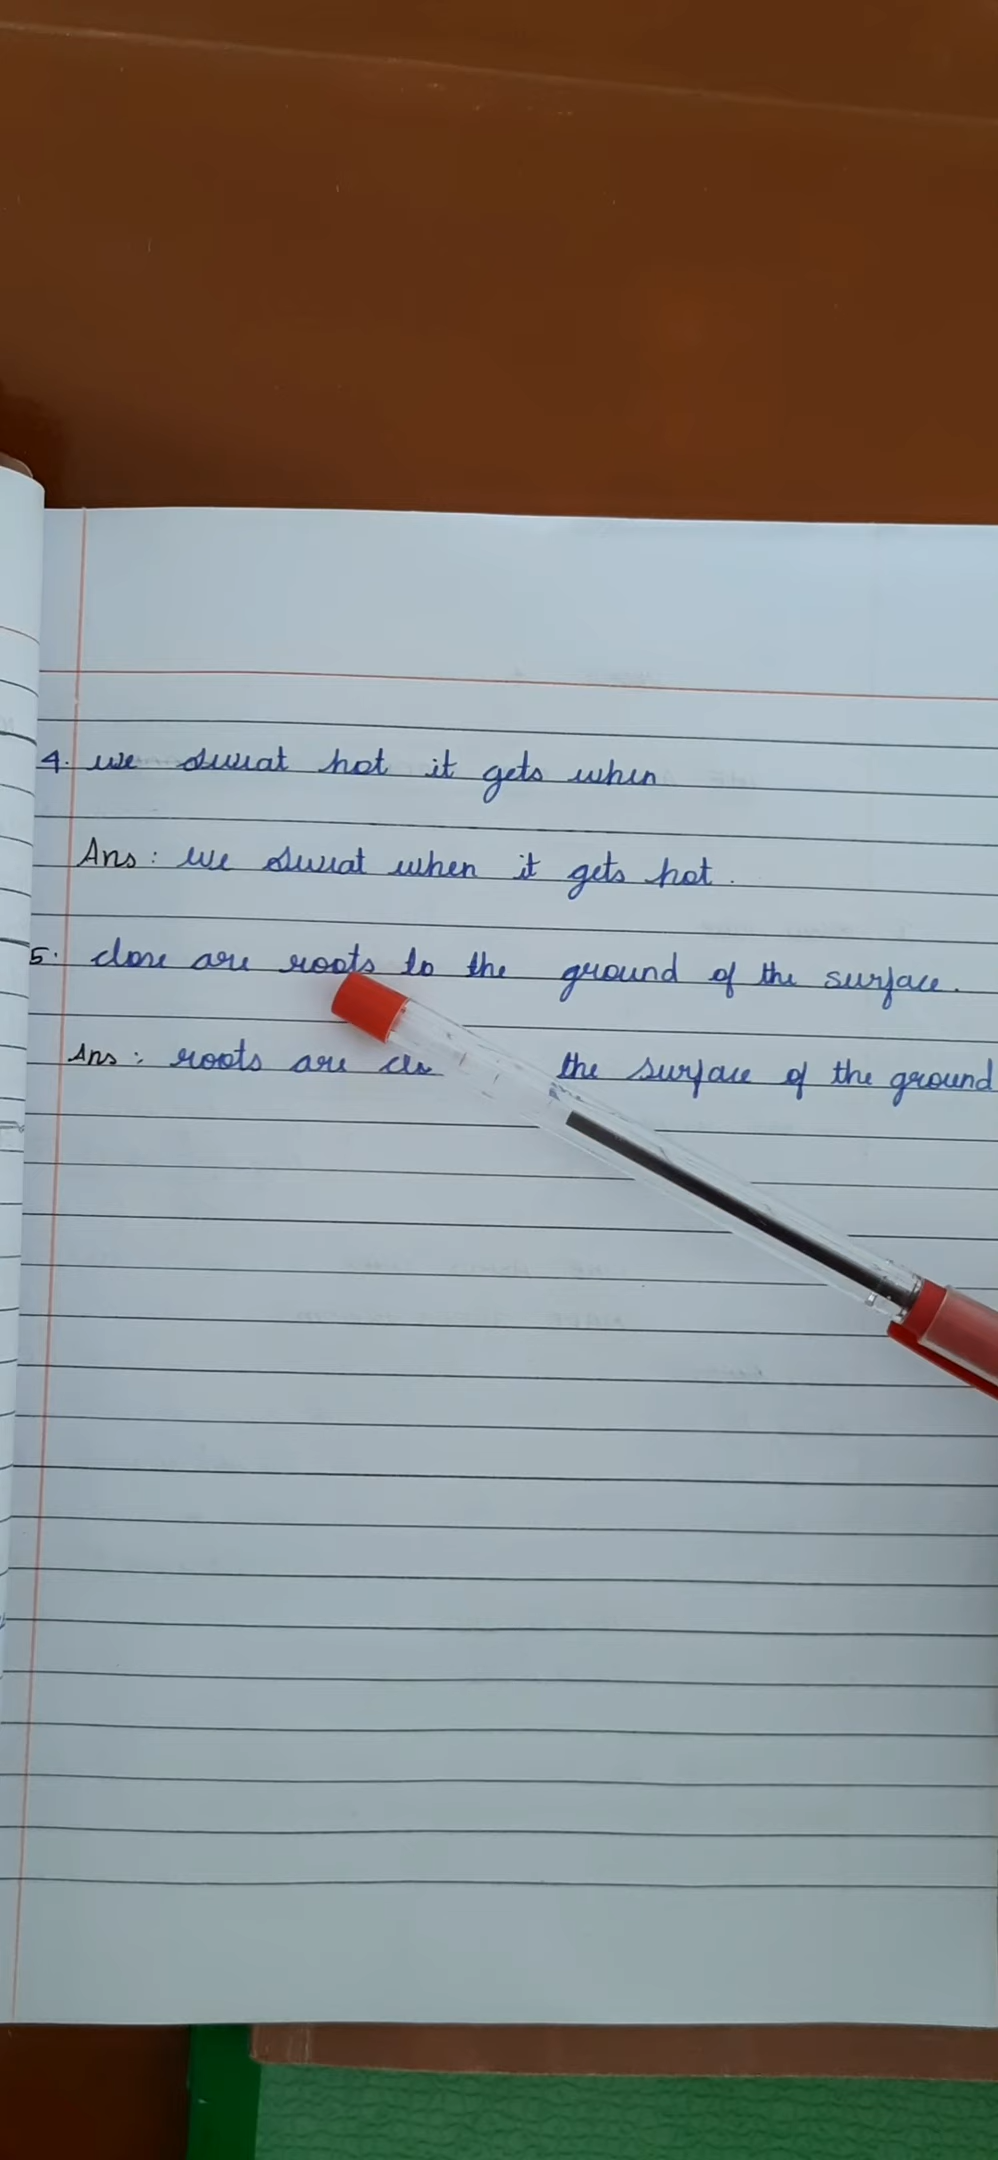 4. we sweat hot it gets when
Ans: we sweat when it gets hot.
5. close are roots to the ground of the surface.
Ans: roots are the surface of the ground